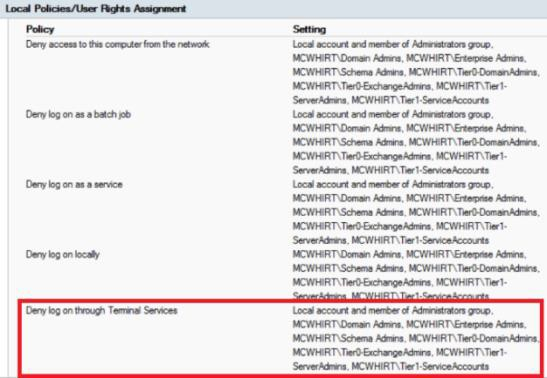 Local Policies/User Rights Assignment
Policy Setting
Deny access to this computer from the network Local account and member of Administrators group,
MCWHIRT\Domain Admins, MCWHIRT\Enterprise Admins,
MCWHIRT\Schema Admins, MCWHIRT\Tier0-DomainAdmins,
MCWHIRT\Tier0-ExchangeAdmins, MCWHIRT\Tier1-
ServerAdmins, MCWHIRT\Tier1-ServiceAccounts
Deny log on as a batch job Local account and member of Administrators group,
MCWHIRT\Domain Admins, MCWHIRT\Enterprise Admins,
MCWHIRT\Schema Admins, MCWHIRT\Tier0-DomainAdmins,
MCWHIRT\Tier0-ExchangeAdmins, MCWHIRT\Tier1-
ServerAdmins, MCWHIRT\Tier1-ServiceAccounts
Deny log on as a service Local account and member of Administrators group,
MCWHIRT\Domain Admins, MCWHIRT\Enterprise Admins,
MCWHIRT\Schema Admins, MCWHIRT\Tier0-DomainAdmins,
MCWHIRT\Tier0-ExchangeAdmins, MCWHIRT\Tier1-
ServerAdmins, MCWHIRT\Tier1-ServiceAccounts
Deny log on locally MCWHIRT\Domain Admins, MCWHIRT\Enterprise Admins,
MCWHIRT\Schema Admins, MCWHIRT\Tier0-DomainAdmins,
MCWHIRT\Tier0-ExchangeAdmins, MCWHIRT\Tier1-
ServerAdmins, MCWHIRT\Tier1-ServiceAccounts
Deny log on through Terminal Services Local account and member of Administrators group,
MCWHIRT\Domain Admins, MCWHIRT\Enterprise Admins,
MCWHIRT\Schema Admins, MCWHIRT\Tier0-DomainAdmins,
MCWHIRT\Tier0-ExchangeAdmins, MCWHIRT\Tier1-
ServerAdmins, MCWHIRT\Tier1-ServiceAccounts